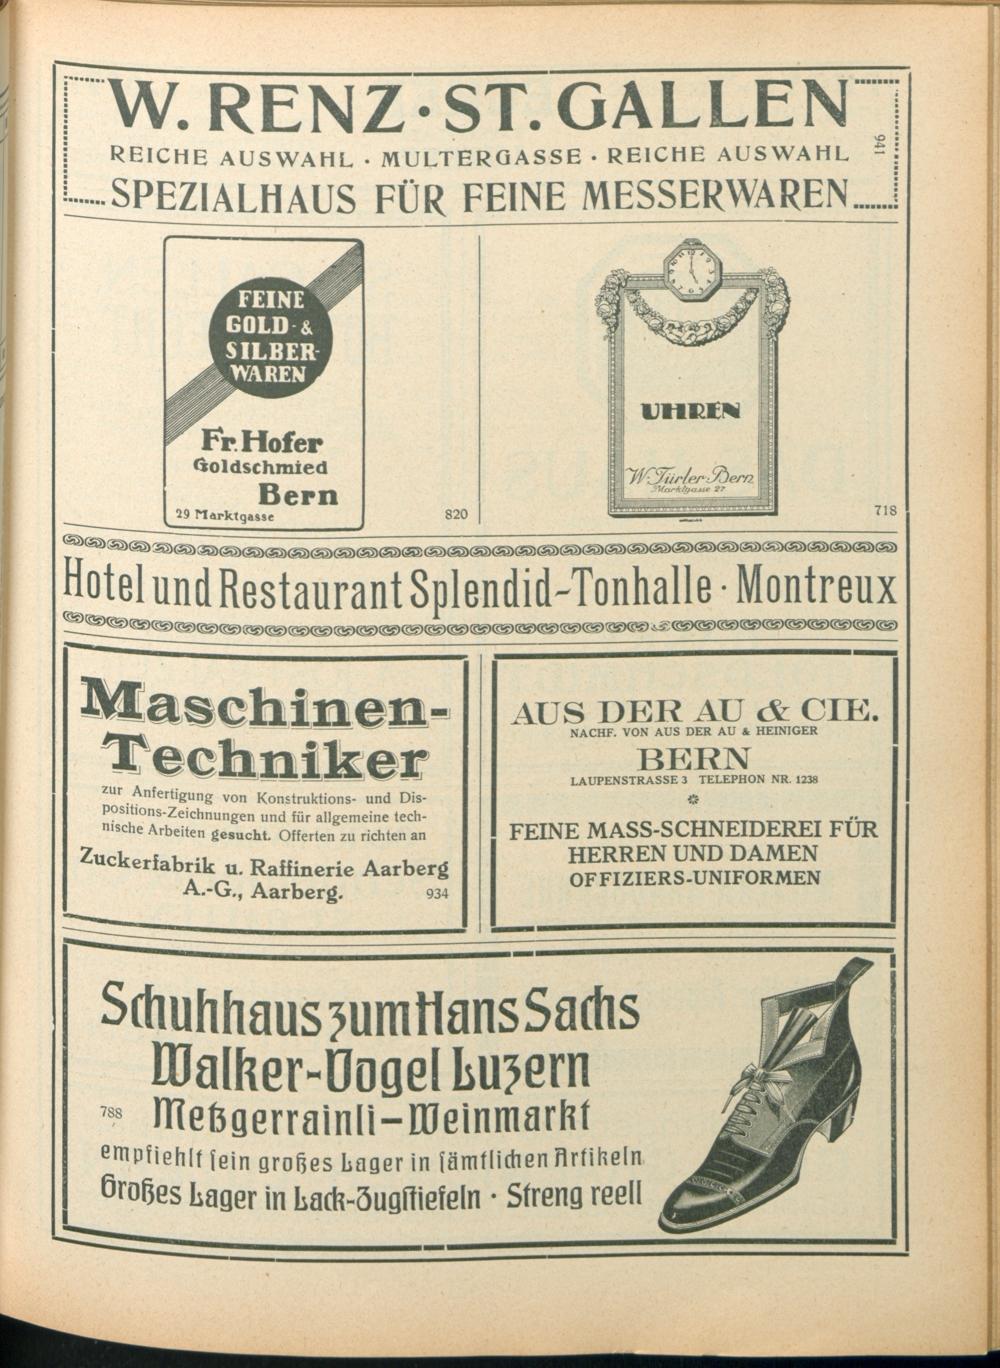 W. RENZ · ST. GALLEN
REICHE AUSWAHL · MULTERGASSE · REICHE AUSWAHL
SPEZIALHAUS FÜR FEINE MESSERWAREN
941
FEINE
GOLD- &
SILBER-
WAREN
Fr. Hofer
Goldschmied
Bern
29 Marktgasse
820
UHREN
W. Türler-Bern
Marktgasse 27
718
Hotel und Restaurant Splendid-Tonhalle · Montreux
Maschinen-
Techniker
zur Anfertigung von Konstruktions- und Dis-
positions-Zeichnungen und für allgemeine tech-
nische Arbeiten gesucht. Offerten zu richten an
Zuckerfabrik u. Raffinerie Aarberg
A.-G., Aarberg.
934
AUS DER AU & CIE.
NACHF. VON AUS DER AU & HEINIGER
BERN
LAUPENSTRASSE 3 TELEPHON NR. 1238
FEINE MASS-SCHNEIDEREI FÜR
HERREN UND DAMEN
OFFIZIERS-UNIFORMEN
Schuhhaus zum Hans Sachs
Walker-Vogel Luzern
788 Metzgerrainli-Weinmarkt
empfiehlt sein großes Lager in sämtlichen Artikeln
Großes Lager in Lack-Zugstiefeln · Streng reell